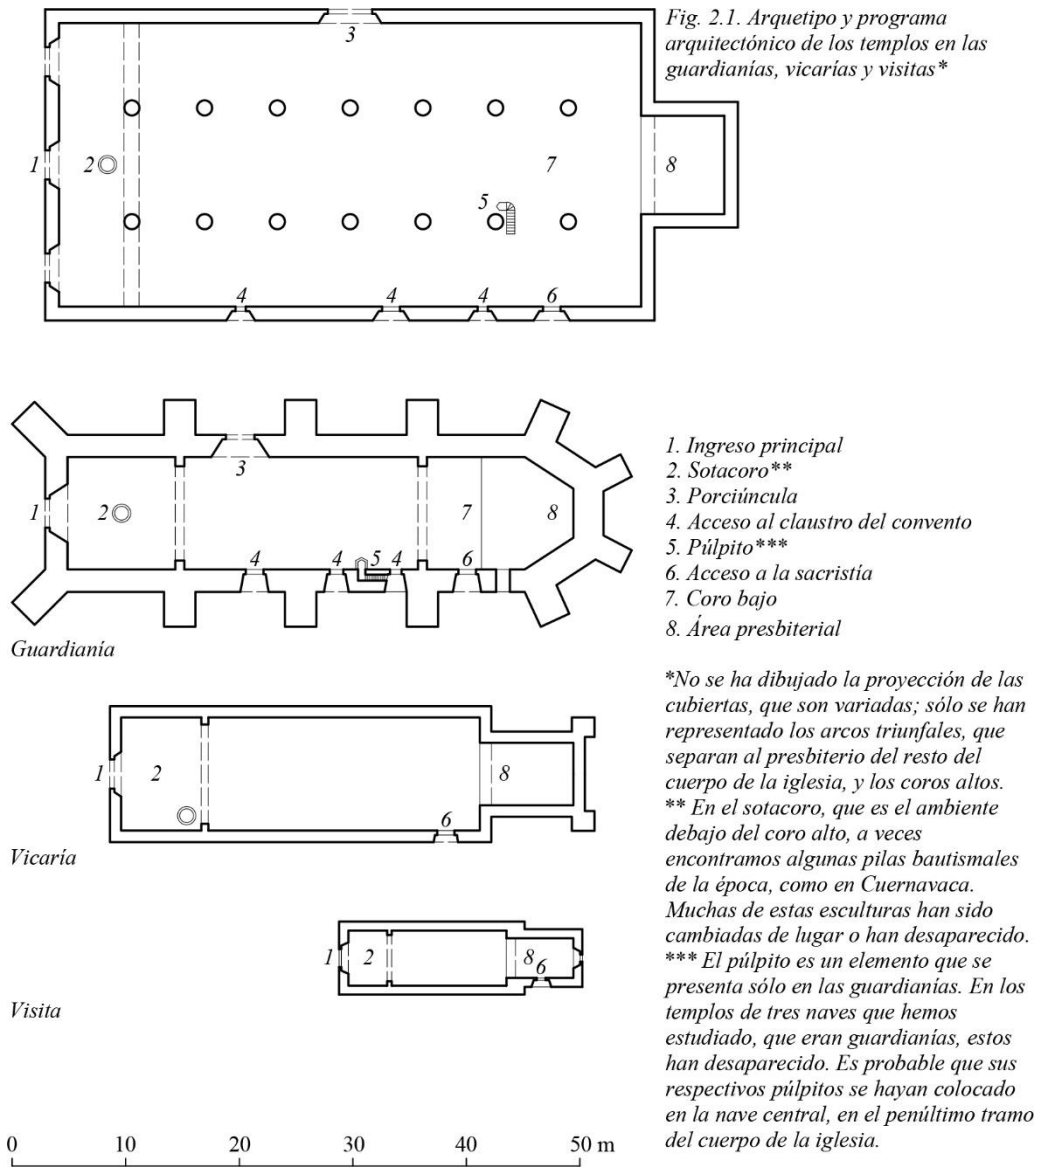 Fig. 2.1. Arquetipo y programa
arquitectónico de los templos en las
guardianías, vicarías y visitas*
3
1
2
7
8
5
4
4
4
6
3
1
2
7
8
4
4
5
4
6
Guardianía
1. Ingreso principal
2. Sotacoro**
3. Porciúncula
4. Acceso al claustro del convento
5. Púlpito***
6. Acceso a la sacristía
7. Coro bajo
8. Área presbiterial
1
2
8
6
Vicaría
1
2
8
6
Visita
*No se ha dibujado la proyección de las
cubiertas, que son variadas; sólo se han
representado los arcos triunfales, que
separan al presbiterio del resto del
cuerpo de la iglesia, y los coros altos.
** En el sotacoro, que es el ambiente
debajo del coro alto, a veces
encontramos algunas pilas bautismales
de la época, como en Cuernavaca.
Muchas de estas esculturas han sido
cambiadas de lugar o han desaparecido.
*** El púlpito es un elemento que se
presenta sólo en las guardianías. En los
templos de tres naves que hemos
estudiado, que eran guardianías, estos
han desaparecido. Es probable que sus
respectivos púlpitos se hayan colocado
en la nave central, en el penúltimo tramo
del cuerpo de la iglesia.
0 10 20 30 40 50 m